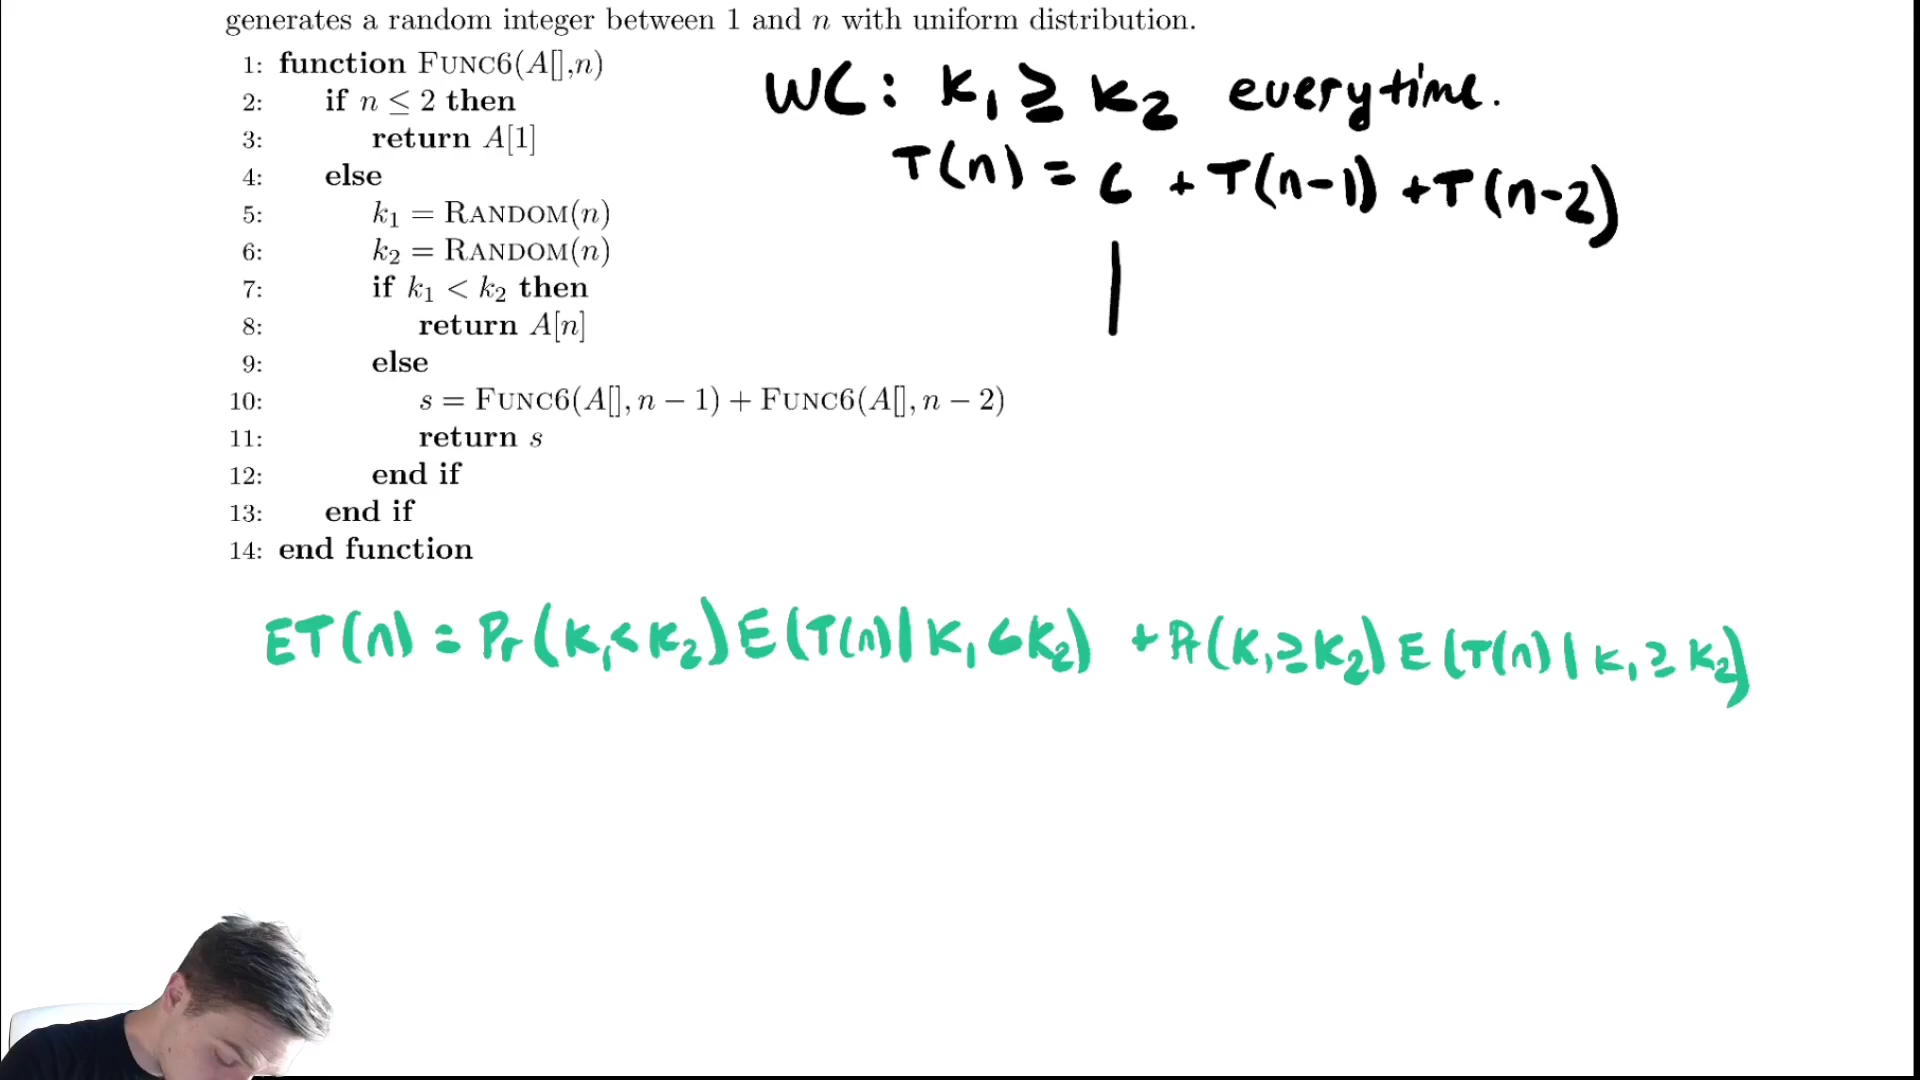 generates a random integer between 1 and n with uniform distribution.
1: function FUNC6(A[],n)
2: if n ≤ 2 then
3: return A[1]
4: else
5: k₁ = RANDOM(n)
6: k₂ = RANDOM(n)
7: if k₁ < k₂ then
8: return A[n]
9: else
10: s = FUNC6(A[], n − 1) + FUNC6(A[], n − 2)
11: return s
12: end if
13: end if
14: end function
WC: K₁ ≥ K₂ everytime.
T(n) = C + T(n-1) + T(n-2)
ET(n) = Pr(K₁<K₂) E(T(n)|K₁<K₂) + Pr(K₁≥K₂) E(T(n)|K₁≥K₂)